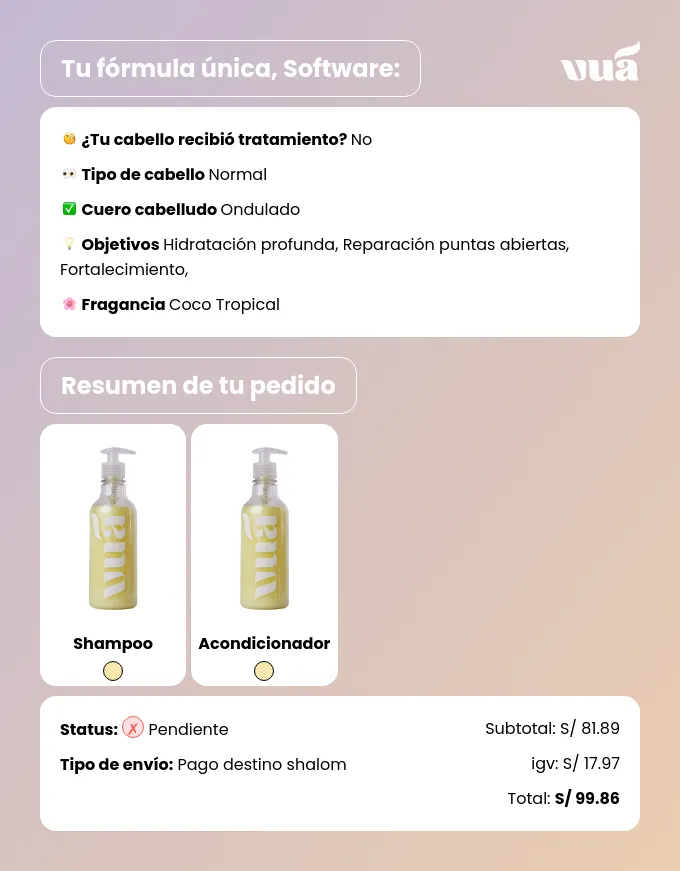 Tu fórmula única, Software:
vuá
🧐 ¿Tu cabello recibió tratamiento? No
👀 Tipo de cabello Normal
✅ Cuero cabelludo Ondulado
💡 Objetivos Hidratación profunda, Reparación puntas abiertas,
Fortalecimiento,
🌸 Fragancia Coco Tropical
Resumen de tu pedido
vuá
vuá
Shampoo
Acondicionador
Status: ✗ Pendiente
Subtotal: S/ 81.89
Tipo de envío: Pago destino shalom
igv: S/ 17.97
Total: S/ 99.86